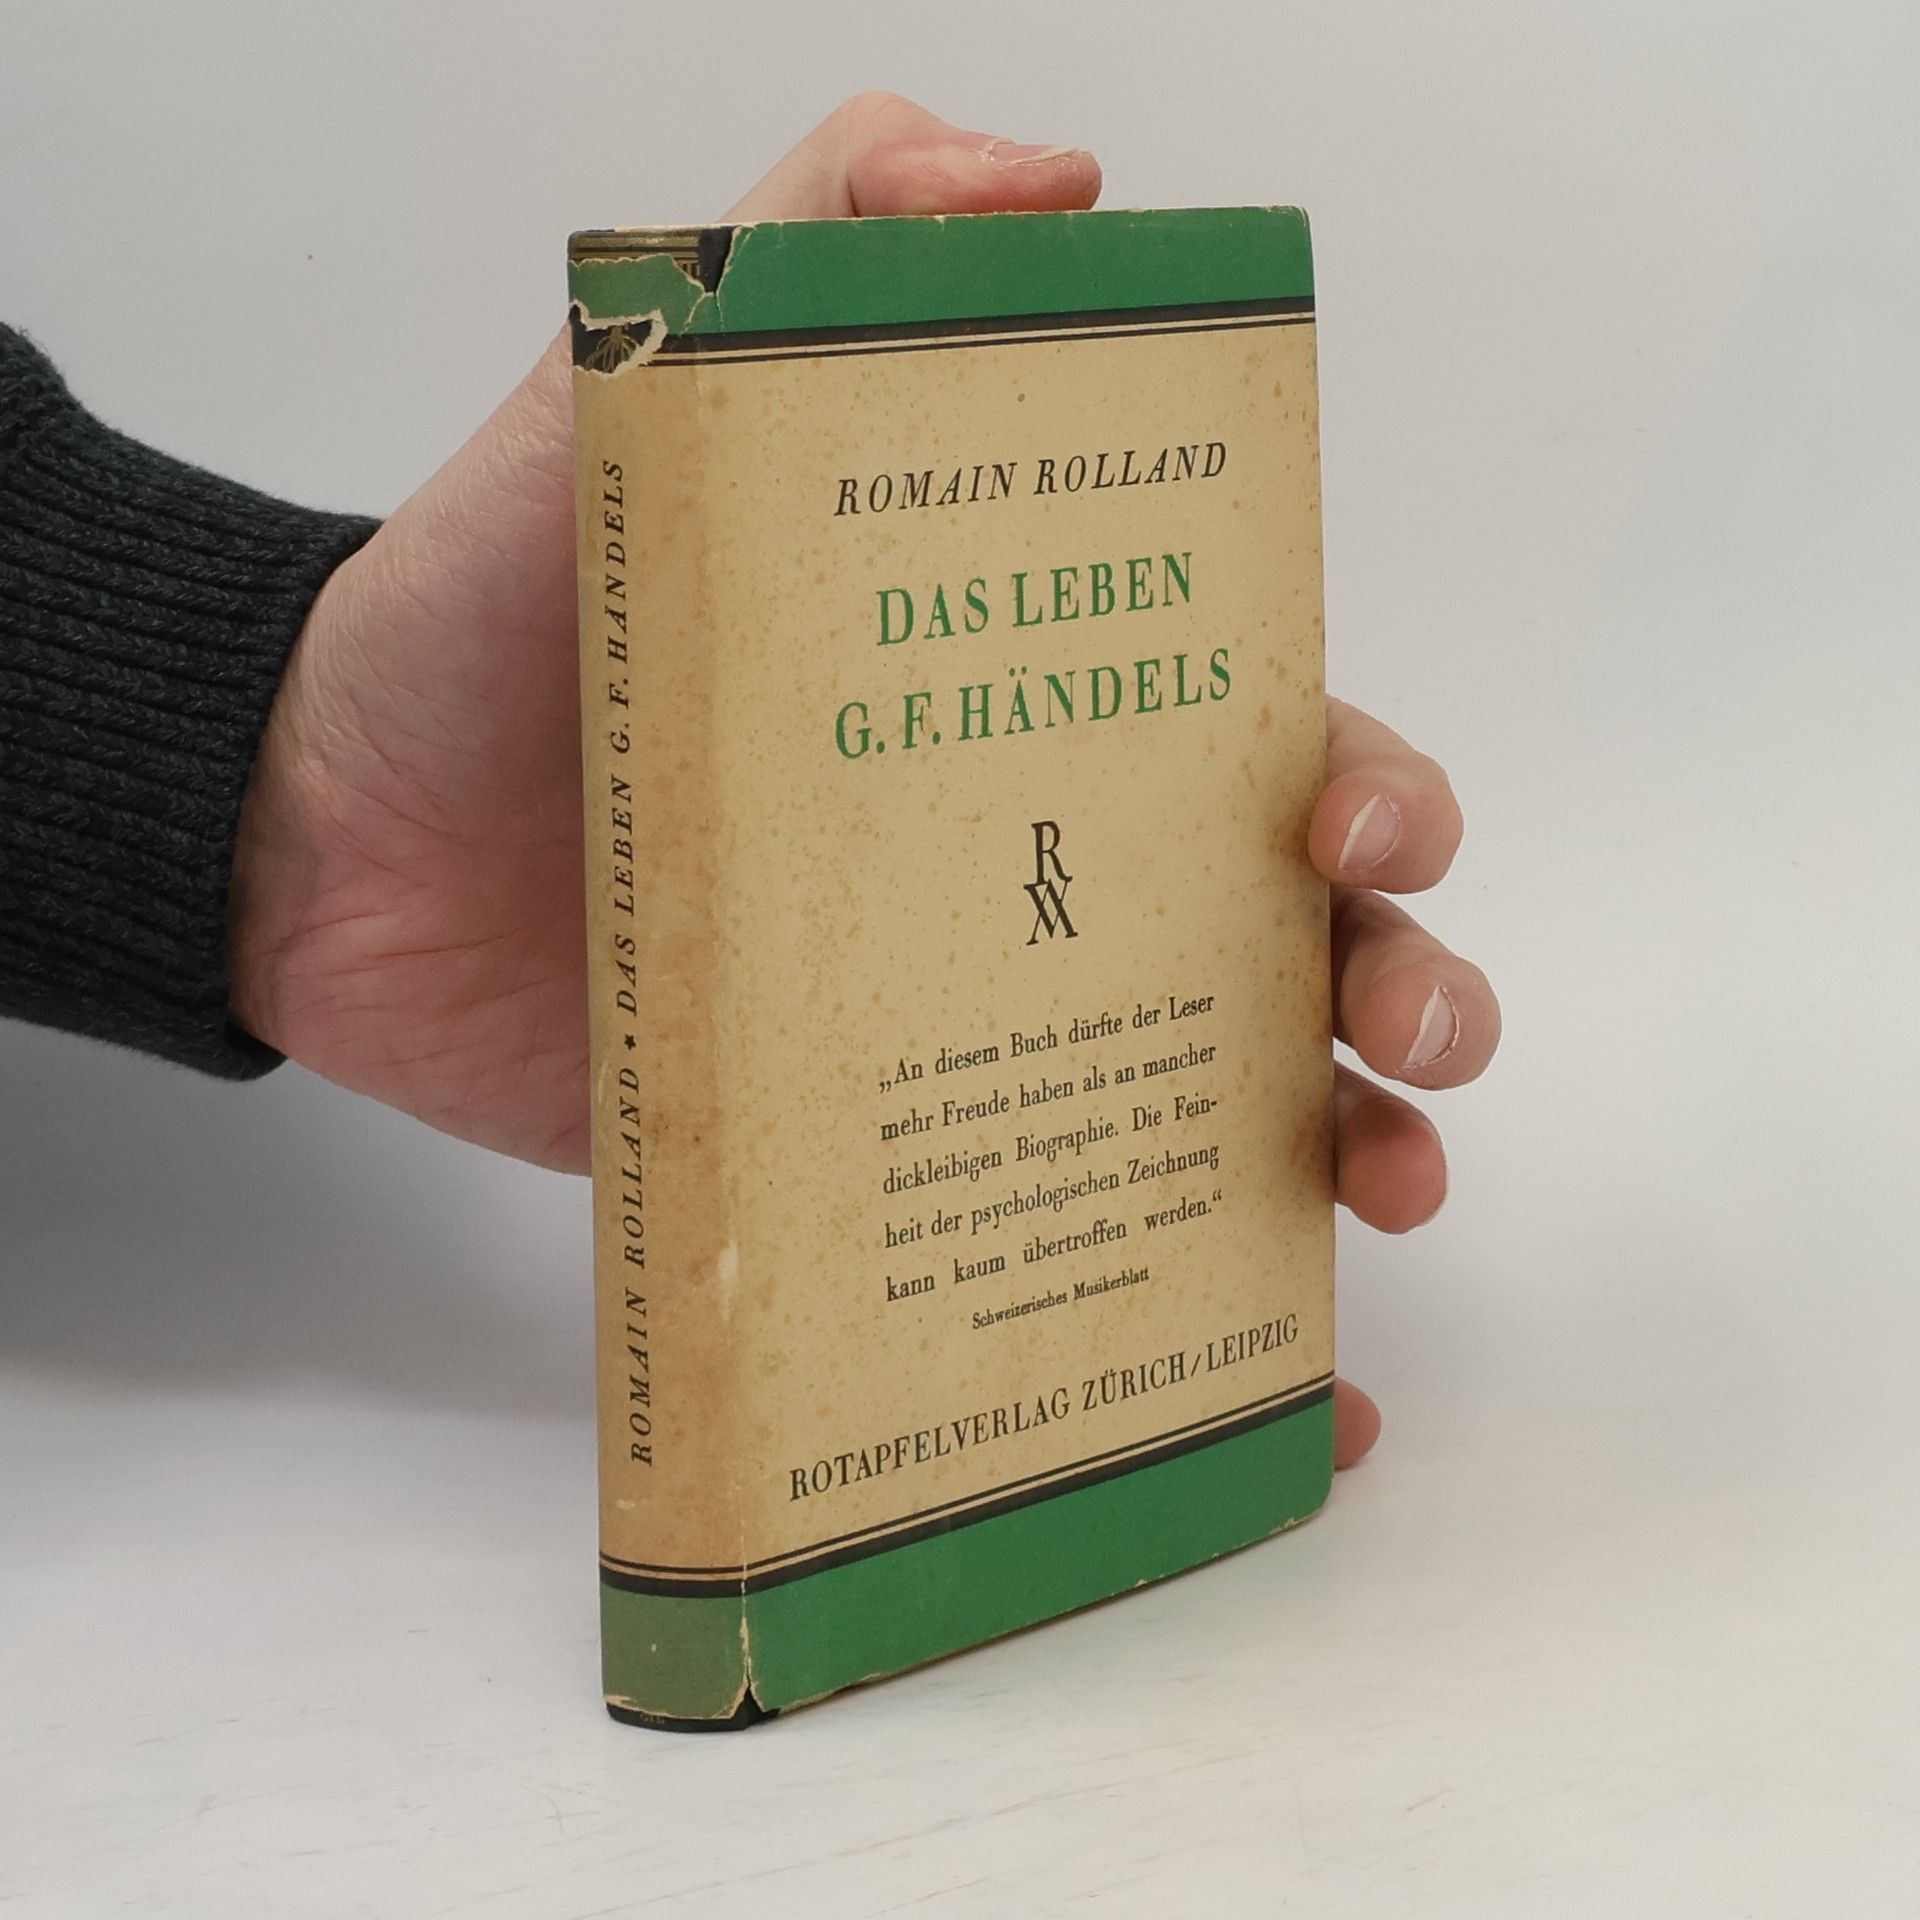 ROMAIN ROLLAND ★ DAS LEBEN G. F. HÄNDELS
ROMAIN ROLLAND
DAS LEBEN
G. F. HÄNDELS
„An diesem Buch dürfte der Leser
mehr Freude haben als an mancher
dickleibigen Biographie. Die Fein-
heit der psychologischen Zeichnung
kann kaum übertroffen werden.“
Schweizerisches Musikerblatt
ROTAPFELVERLAG ZÜRICH/LEIPZIG